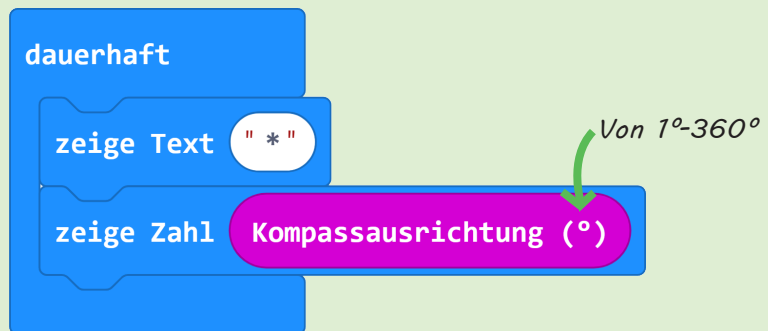 dauerhaft
zeige Text " * "
Von 1º-360º
zeige Zahl Kompassausrichtung (º)